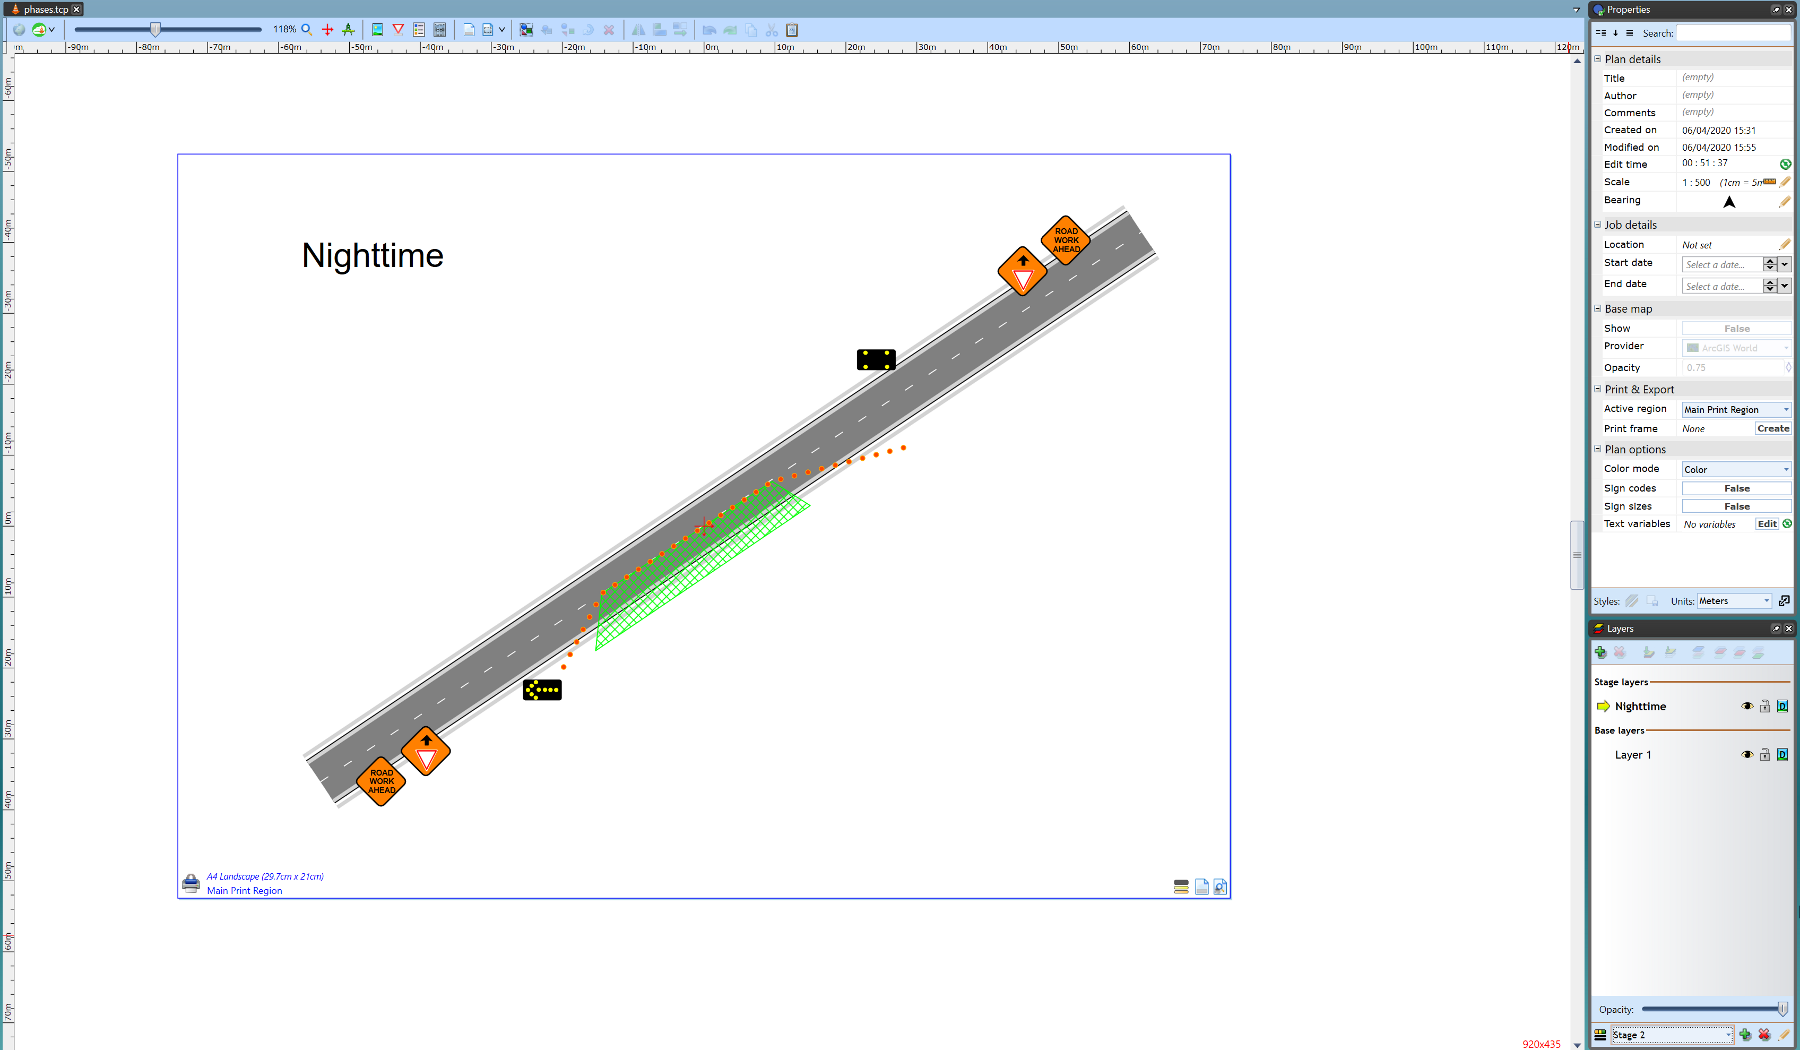 phases.tcp
Properties
118%
-90m -80m -70m -60m -50m -40m -30m -20m -10m 0m 10m 20m 30m 40m 50m 60m 70m 80m 90m 100m 110m 120m
Search:
Plan details
Title (empty)
Author (empty)
Comments (empty)
Created on 06/04/2020 15:31
Modified on 06/04/2020 15:55
Edit time 00 : 51 : 37
Scale 1 : 500 (1cm = 5m
Bearing
Job details
Location Not set
Start date Select a date...
End date Select a date...
Base map
Show False
Provider ArcGIS World
Opacity 0.75
Print & Export
Active region Main Print Region
Print frame None Create
Plan options
Color mode Color
Sign codes False
Sign sizes False
Text variables No variables Edit
Styles: Units: Meters
Layers
Stage layers
Nighttime
Base layers
Layer 1
Opacity:
Stage 2
-60m
-50m
-40m
-30m
-20m
-10m
0m
10m
20m
30m
40m
50m
60m
70m
Nighttime
ROAD
WORK
AHEAD
ROAD
WORK
AHEAD
A4 Landscape (29.7cm x 21cm)
Main Print Region
920x435